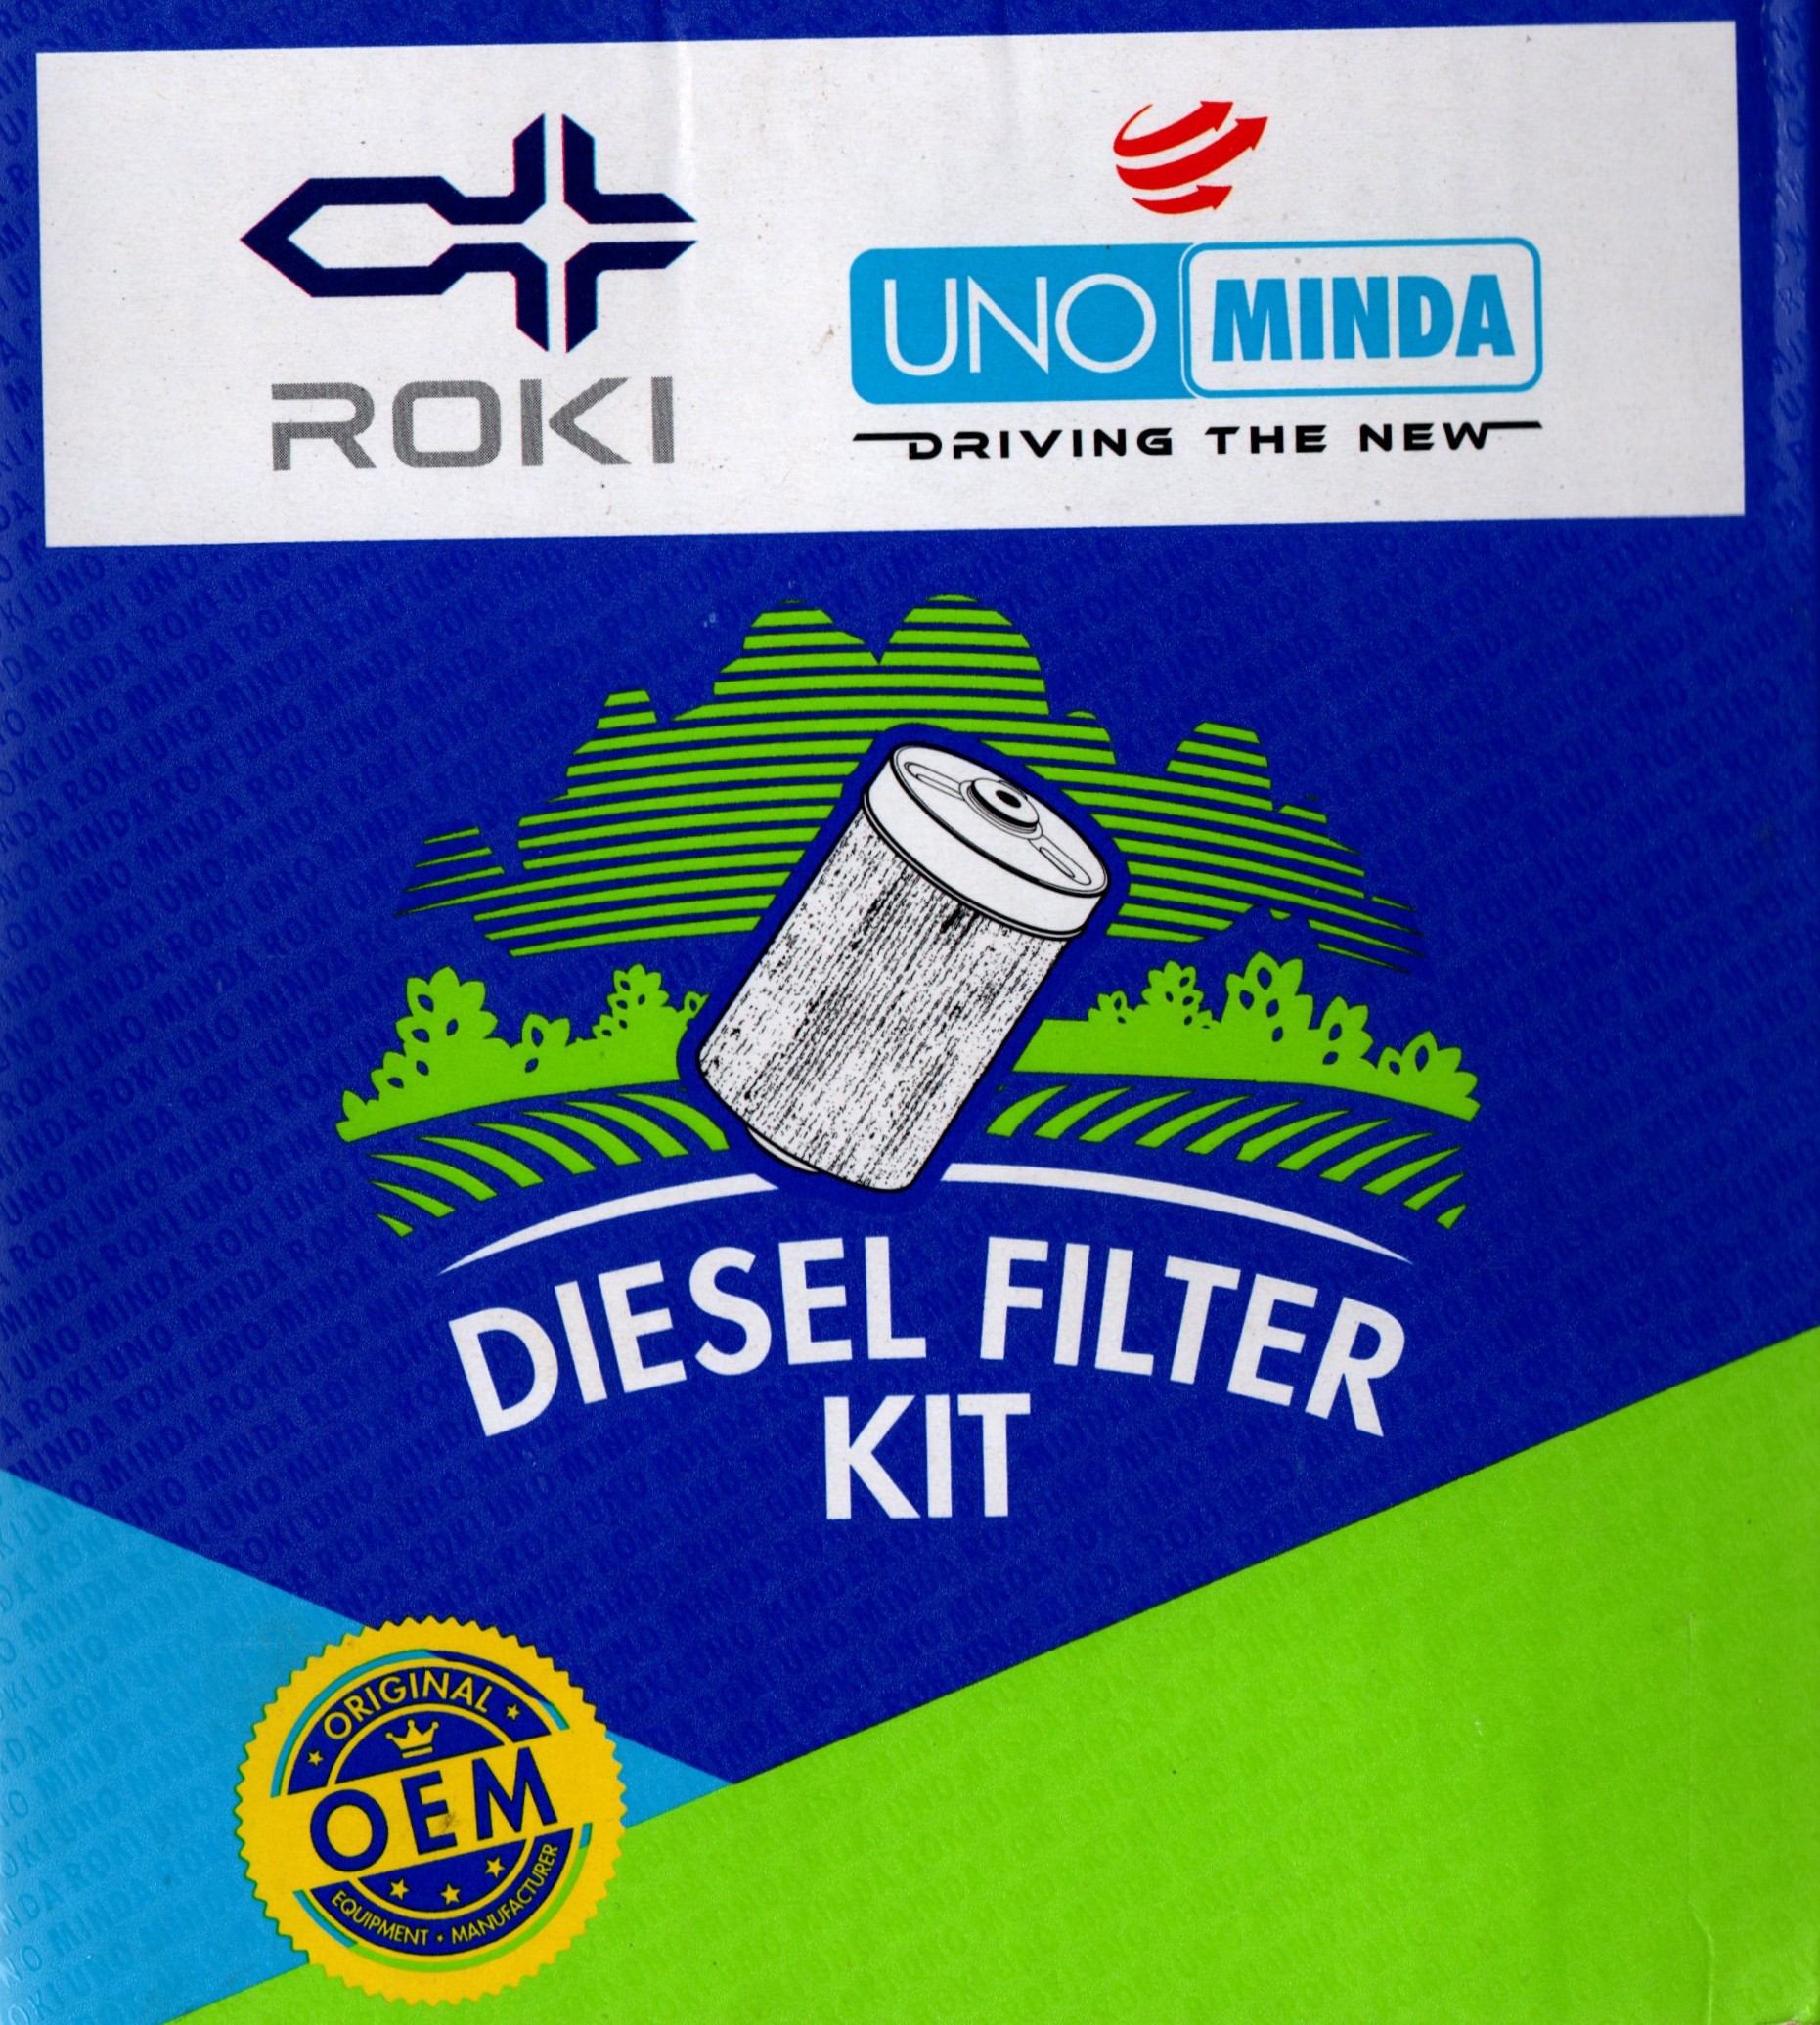 ROKI
UNO MINDA
DRIVING THE NEW
DIESEL FILTER
KIT
ORIGINAL
OEM
EQUIPMENT • MANUFACTURER